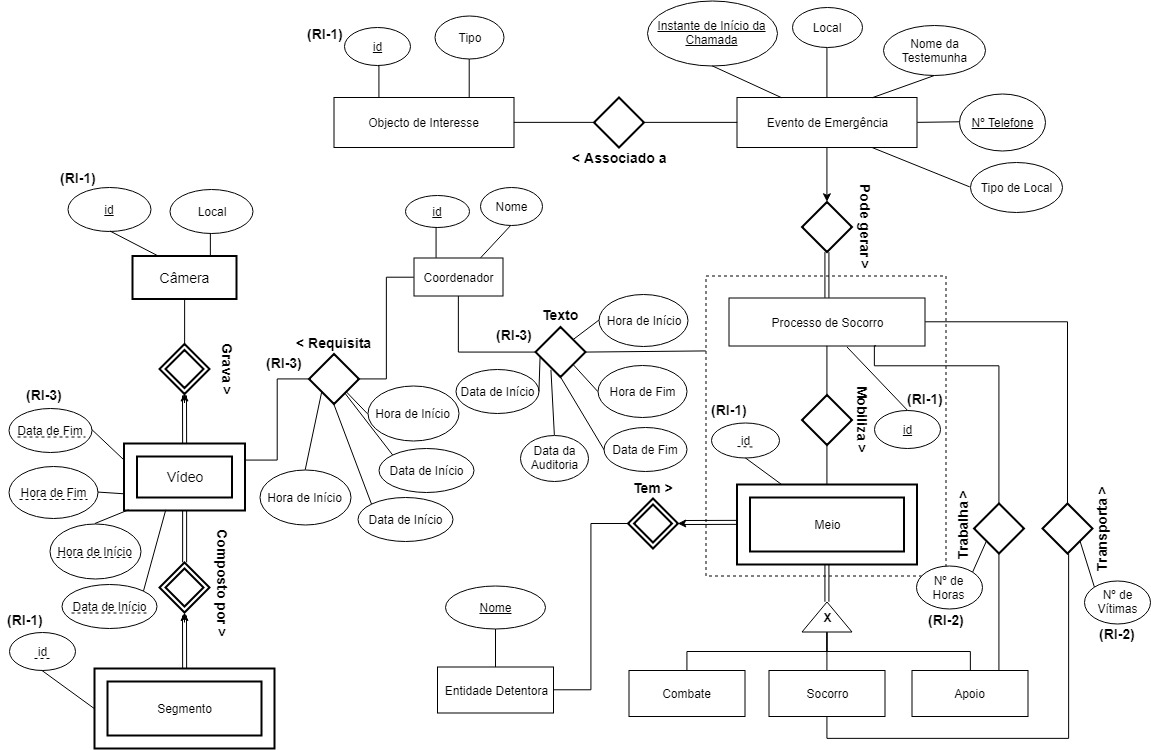 Instante de Início da
Chamada
Local
Nome da
Testemunha
(RI-1)
id
Tipo
Objecto de Interesse
Evento de Emergência
Nº Telefone
< Associado a
Tipo de Local
(RI-1)
id
Local
id
Nome
Pode gerar >
Câmera
Coordenador
Texto
Hora de Início
(RI-3)
Processo de Socorro
< Requisita
(RI-3)
Grava >
Data de Início
Hora de Fim
Hora de Início
(RI-3)
Data de Fim
(RI-1)
id
Mobiliza >
(RI-1)
id
Data da
Auditoria
Data de Fim
Vídeo
Data de Início
Hora de Fim
Hora de Início
Data de Início
Tem >
Meio
Hora de Início
Composto por >
Trabalha >
Transporta >
Data de Início
Nº de
Horas
(RI-2)
Nº de
Vítimas
(RI-2)
Nome
X
(RI-1)
id
Entidade Detentora
Combate
Socorro
Apoio
Segmento